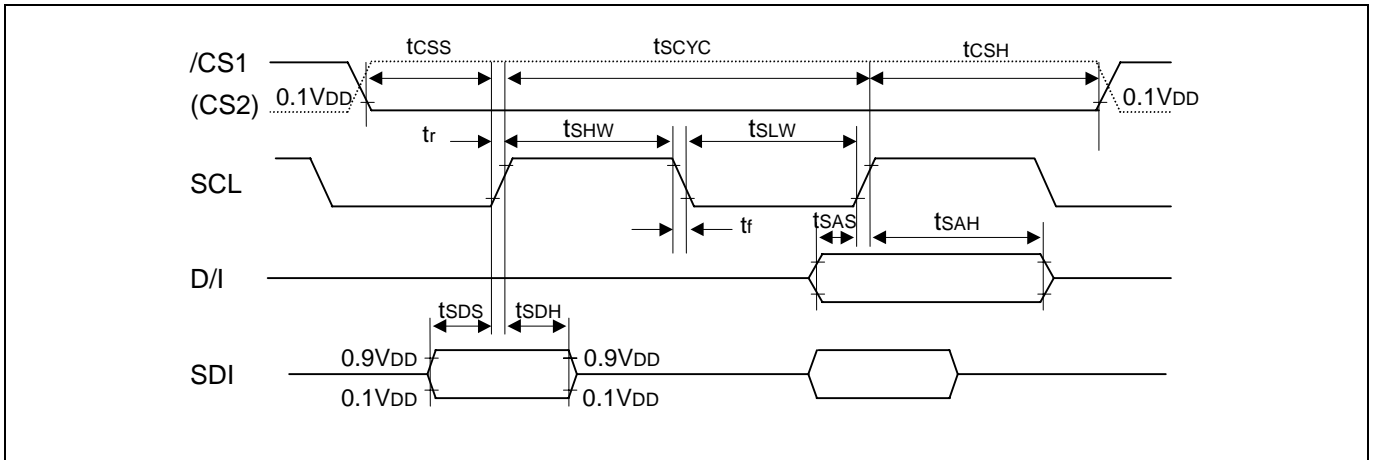 tCSS tSCYC tCSH
/CS1
(CS2) 0.1VDD 0.1VDD
tr tSHW tSLW
SCL
tf tSAS tSAH
D/I
tSDS tSDH
0.9VDD 0.9VDD
SDI
0.1VDD 0.1VDD